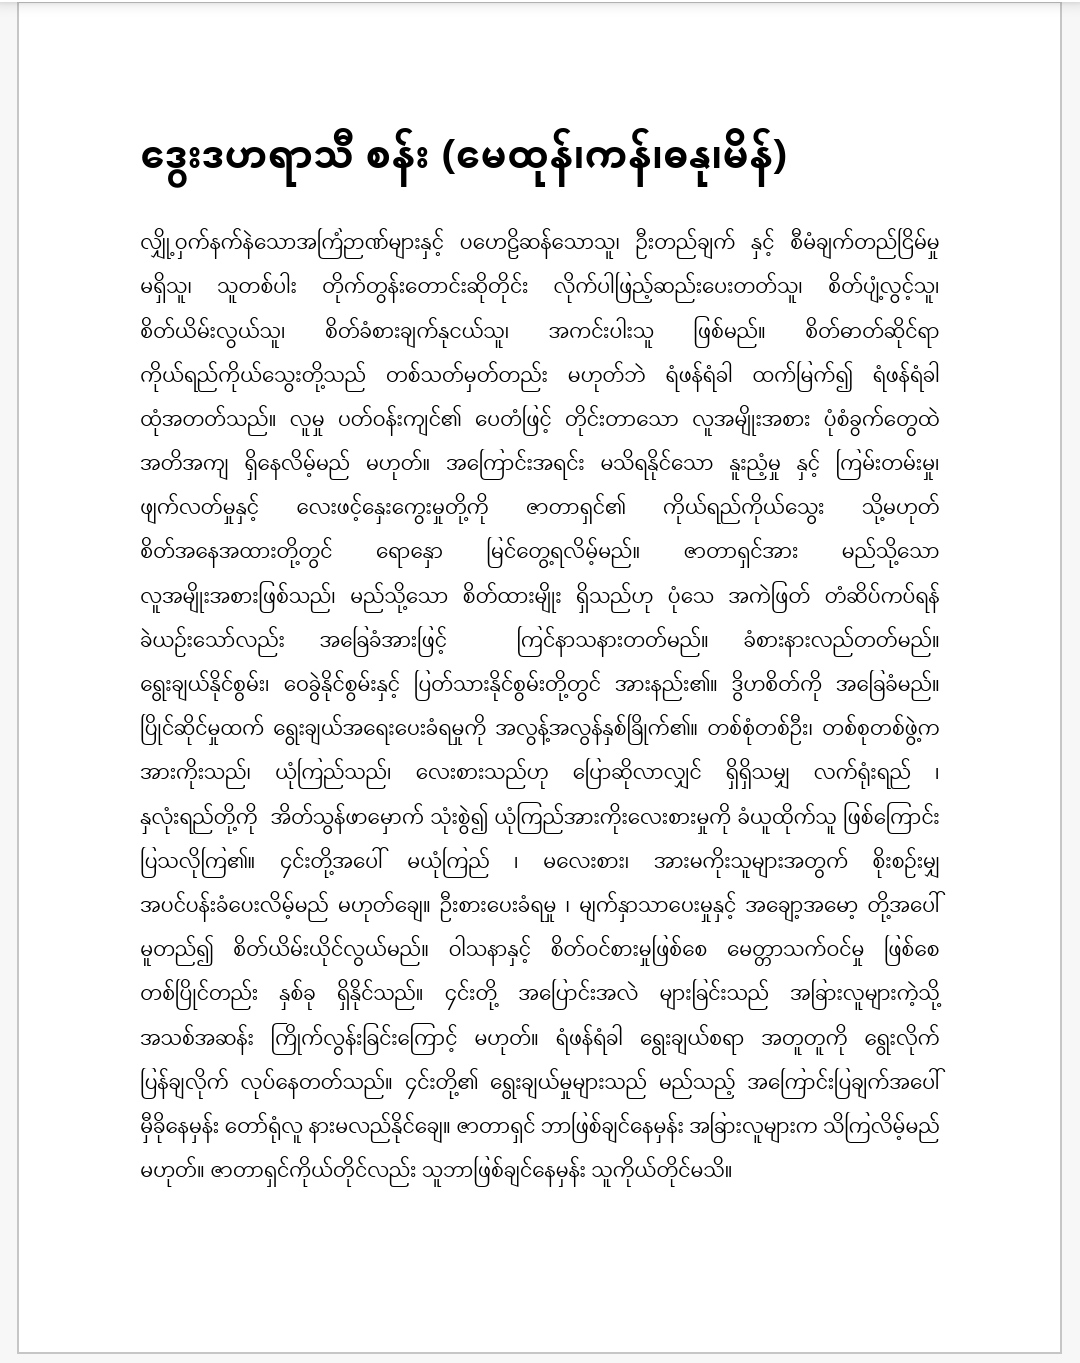 ဒွေးဒဟရာသီ စန်း (မေထုန်၊ကန်၊ဓနု၊မိန်)
လျှို့ဝှက်နက်နဲသောအကြံဉာဏ်များနှင့် ပဟေဠိဆန်သောသူ၊ ဦးတည်ချက် နှင့် စီမံချက်တည်ငြိမ်မှု
မရှိသူ၊ သူတစ်ပါး တိုက်တွန်းတောင်းဆိုတိုင်း လိုက်ပါဖြည့်ဆည်းပေးတတ်သူ၊ စိတ်ပျံ့လွင့်သူ၊
စိတ်ယိမ်းလွယ်သူ၊ စိတ်ခံစားချက်နုငယ်သူ၊ အကင်းပါးသူ ဖြစ်မည်။ စိတ်ဓာတ်ဆိုင်ရာ
ကိုယ်ရည်ကိုယ်သွေးတို့သည် တစ်သတ်မှတ်တည်း မဟုတ်ဘဲ ရံဖန်ရံခါ ထက်မြက်၍ ရံဖန်ရံခါ
ထုံအတတ်သည်။ လူမှု ပတ်ဝန်းကျင်၏ ပေတံဖြင့် တိုင်းတာသော လူအမျိုးအစား ပုံစံခွက်တွေထဲ
အတိအကျ ရှိနေလိမ့်မည် မဟုတ်။ အကြောင်းအရင်း မသိရနိုင်သော နူးညံ့မှု နှင့် ကြမ်းတမ်းမှု၊
ဖျက်လတ်မှုနှင့် လေးဖင့်နှေးကွေးမှုတို့ကို ဇာတာရှင်၏ ကိုယ်ရည်ကိုယ်သွေး သို့မဟုတ်
စိတ်အနေအထားတို့တွင် ရောနှော မြင်တွေ့ရလိမ့်မည်။ ဇာတာရှင်အား မည်သို့သော
လူအမျိုးအစားဖြစ်သည်၊ မည်သို့သော စိတ်ထားမျိုး ရှိသည်ဟု ပုံသေ အကဲဖြတ် တံဆိပ်ကပ်ရန်
ခဲယဉ်းသော်လည်း အခြေခံအားဖြင့် ကြင်နာသနားတတ်မည်။ ခံစားနားလည်တတ်မည်။
ရွေးချယ်နိုင်စွမ်း၊ ဝေခွဲနိုင်စွမ်းနှင့် ပြတ်သားနိုင်စွမ်းတို့တွင် အားနည်း၏။ ဒွိဟစိတ်ကို အခြေခံမည်။
ပြိုင်ဆိုင်မှုထက် ရွေးချယ်အရေးပေးခံရမှုကို အလွန့်အလွန်နှစ်ခြိုက်၏။ တစ်စုံတစ်ဦး၊ တစ်စုတစ်ဖွဲ့က
အားကိုးသည်၊ ယုံကြည်သည်၊ လေးစားသည်ဟု ပြောဆိုလာလျှင် ရှိရှိသမျှ လက်ရုံးရည် ၊
နှလုံးရည်တို့ကို အိတ်သွန်ဖာမှောက် သုံးစွဲ၍ ယုံကြည်အားကိုးလေးစားမှုကို ခံယူထိုက်သူ ဖြစ်ကြောင်း
ပြသလိုကြ၏။ ၄င်းတို့အပေါ် မယုံကြည် ၊ မလေးစား၊ အားမကိုးသူများအတွက် စိုးစဉ်းမျှ
အပင်ပန်းခံပေးလိမ့်မည် မဟုတ်ချေ။ ဦးစားပေးခံရမှု ၊ မျက်နှာသာပေးမှုနှင့် အချော့အမော့ တို့အပေါ်
မူတည်၍ စိတ်ယိမ်းယိုင်လွယ်မည်။ ဝါသနာနှင့် စိတ်ဝင်စားမှုဖြစ်စေ မေတ္တာသက်ဝင်မှု ဖြစ်စေ
တစ်ပြိုင်တည်း နှစ်ခု ရှိနိုင်သည်။ ၄င်းတို့ အပြောင်းအလဲ များခြင်းသည် အခြားလူများကဲ့သို့
အသစ်အဆန်း ကြိုက်လွန်းခြင်းကြောင့် မဟုတ်။ ရံဖန်ရံခါ ရွေးချယ်စရာ အတူတူကို ရွေးလိုက်
ပြန်ချလိုက် လုပ်နေတတ်သည်။ ၄င်းတို့၏ ရွေးချယ်မှုများသည် မည်သည့် အကြောင်းပြချက်အပေါ်
မှီခိုနေမှန်း တော်ရုံလူ နားမလည်နိုင်ချေ။ ဇာတာရှင် ဘာဖြစ်ချင်နေမှန်း အခြားလူများက သိကြလိမ့်မည်
မဟုတ်။ ဇာတာရှင်ကိုယ်တိုင်လည်း သူဘာဖြစ်ချင်နေမှန်း သူကိုယ်တိုင်မသိ။